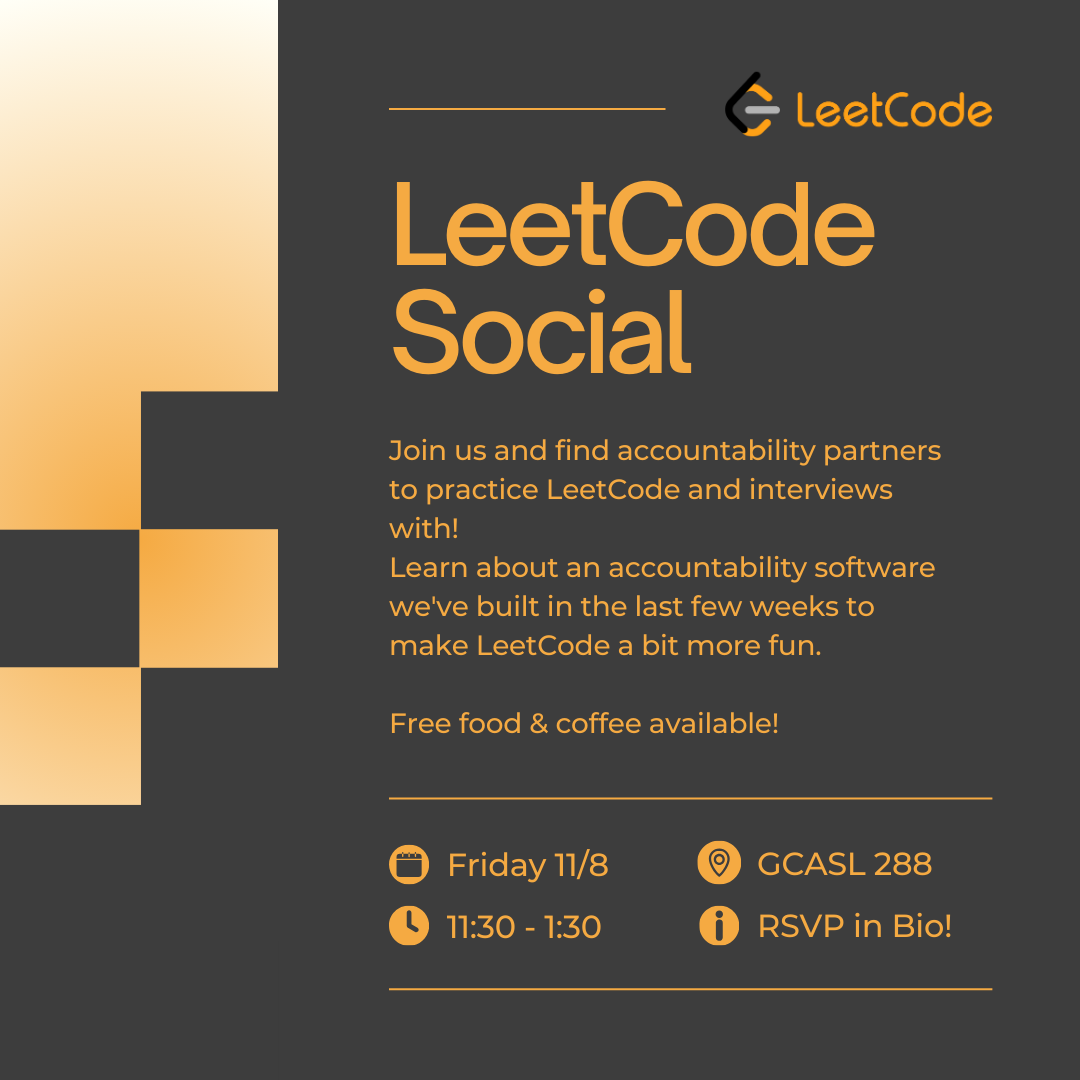 LeetCode
LeetCode
Social
Join us and find accountability partners
to practice LeetCode and interviews
with!
Learn about an accountability software
we've built in the last few weeks to
make LeetCode a bit more fun.
Free food & coffee available!
Friday 11/8
GCASL 288
11:30 - 1:30
RSVP in Bio!